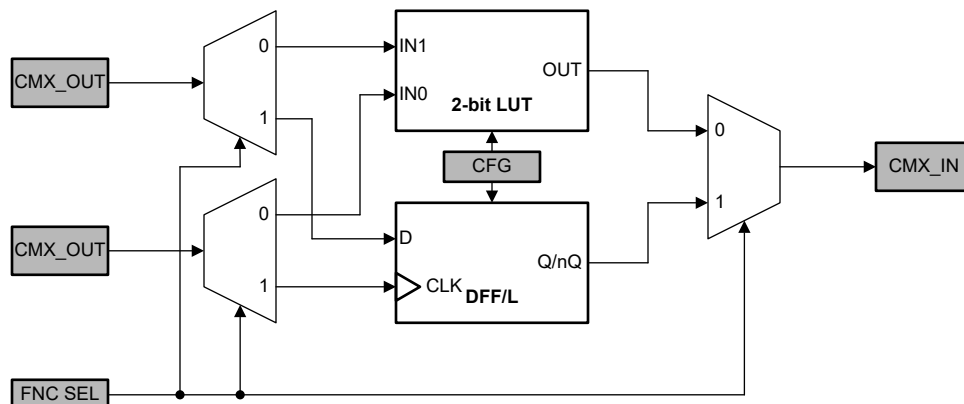 CMX_OUT
0
1
IN1
IN0
OUT
2-bit LUT
CFG
0
1
CMX_IN
CMX_OUT
0
1
D
CLK
Q/nQ
DFF/L
FNC SEL